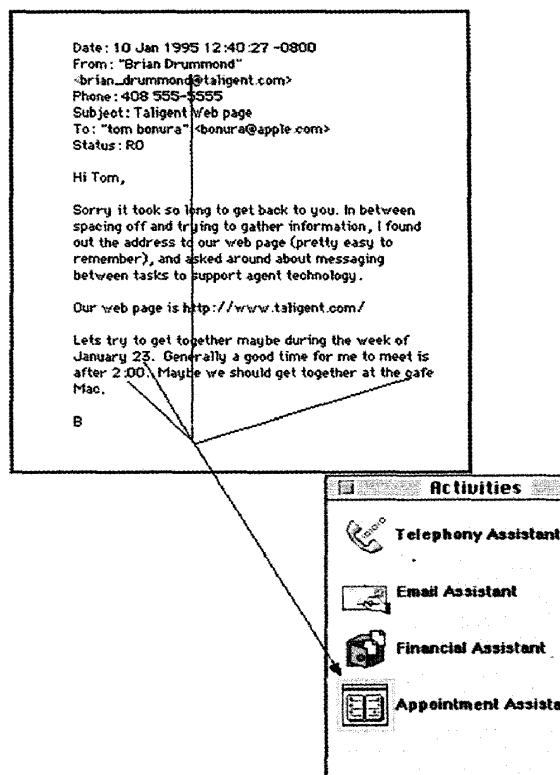 Date: 10 Jan 1995 12:40:27 -0800
From: "Brian Drummond"
<brian_drummond@taligent.com>
Phone: 408 555-5555
Subject: Taligent Web page
To: "tom bonura" <bonura@apple.com>
Status: RO
Hi Tom,
Sorry it took so long to get back to you. In between
spacing off and trying to gather information, I found
out the address to our web page (pretty easy to
remember), and asked around about messaging
between tasks to support agent technology.
Our web page is http://www.taligent.com/
Lets try to get together maybe during the week of
January 23. Generally a good time for me to meet is
after 2:00. Maybe we should get together at the cafe
Mac.
B
Activities
Telephony Assistant
Email Assistant
Financial Assistant
Appointment Assista